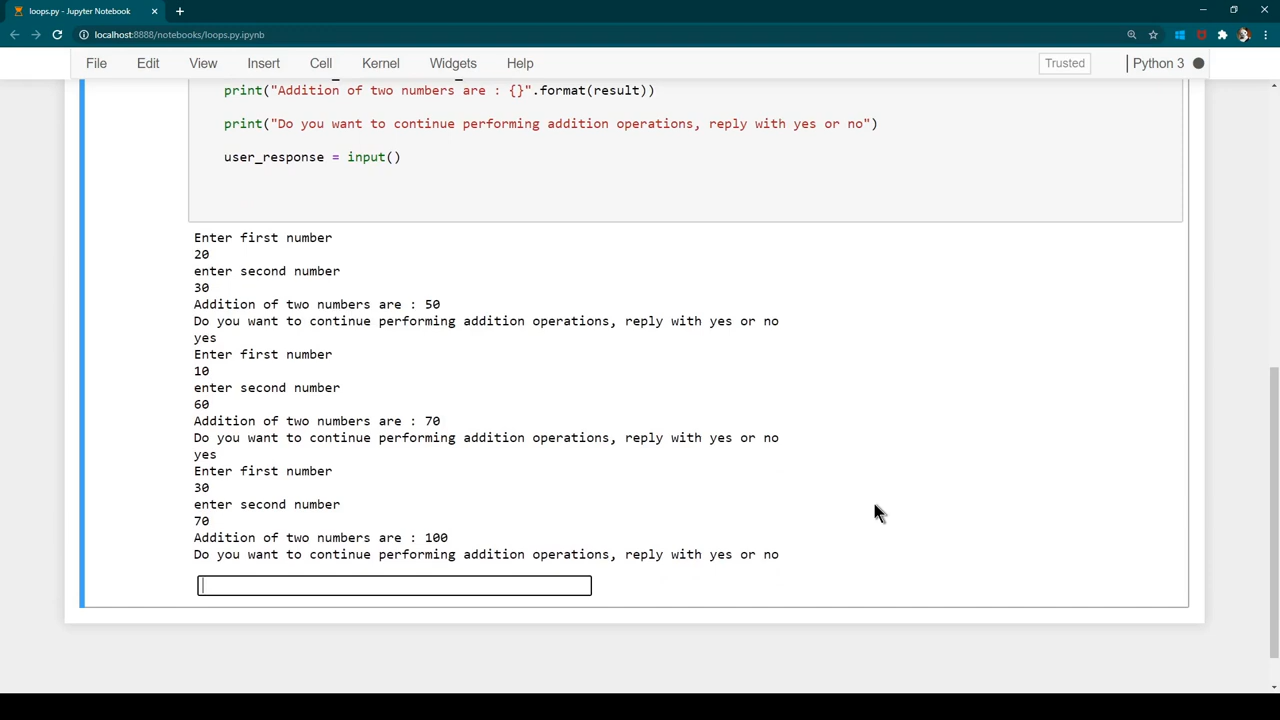 loops.py - Jupyter Notebook
localhost:8888/notebooks/loops.py.ipynb
File Edit View Insert Cell Kernel Widgets Help Trusted Python 3
print("Addition of two numbers are : {}".format(result))
print("Do you want to continue performing addition operations, reply with yes or no")
user_response = input()
Enter first number
20
enter second number
30
Addition of two numbers are : 50
Do you want to continue performing addition operations, reply with yes or no
yes
Enter first number
10
enter second number
60
Addition of two numbers are : 70
Do you want to continue performing addition operations, reply with yes or no
yes
Enter first number
30
enter second number
70
Addition of two numbers are : 100
Do you want to continue performing addition operations, reply with yes or no